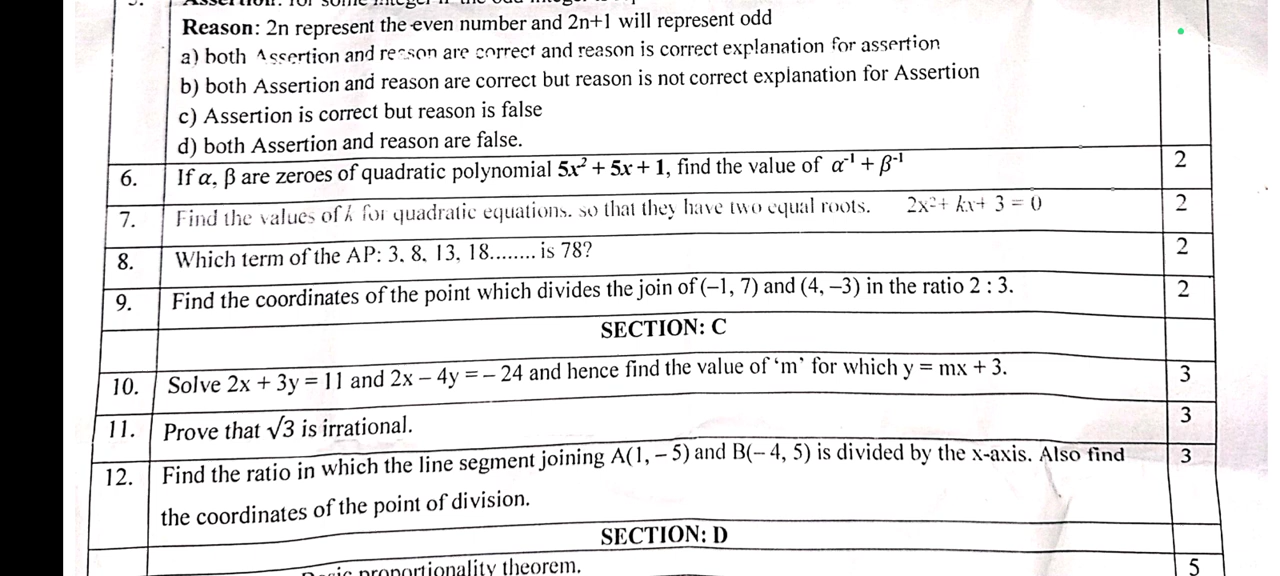 Reason: 2n represent the even number and 2n+1 will represent odd
a) both Assertion and reason are correct and reason is correct explanation for assertion
b) both Assertion and reason are correct but reason is not correct explanation for Assertion
c) Assertion is correct but reason is false
d) both Assertion and reason are false.
6. If α, β are zeroes of quadratic polynomial 5x² + 5x + 1, find the value of α⁻¹ + β⁻¹ 2
7. Find the values of k for quadratic equations. so that they have two equal roots. 2x²+ kx+ 3 = 0 2
8. Which term of the AP: 3, 8, 13, 18........ is 78? 2
9. Find the coordinates of the point which divides the join of (–1, 7) and (4, –3) in the ratio 2 : 3. 2
SECTION: C
10. Solve 2x + 3y = 11 and 2x – 4y = – 24 and hence find the value of ‘m’ for which y = mx + 3. 3
11. Prove that √3 is irrational. 3
12. Find the ratio in which the line segment joining A(1, – 5) and B(– 4, 5) is divided by the x-axis. Also find 3
the coordinates of the point of division.
SECTION: D
proportionality theorem. 5